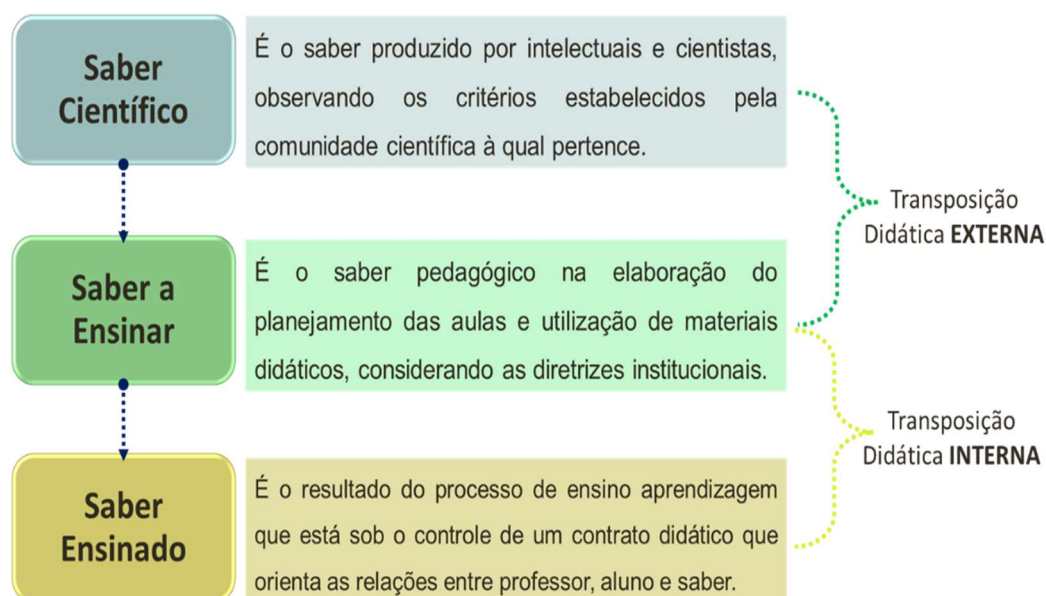 Saber
Científico
É o saber produzido por intelectuais e cientistas,
observando os critérios estabelecidos pela
comunidade científica à qual pertence.
Transposição
Didática EXTERNA
Saber a
Ensinar
É o saber pedagógico na elaboração do
planejamento das aulas e utilização de materiais
didáticos, considerando as diretrizes institucionais.
Transposição
Didática INTERNA
Saber
Ensinado
É o resultado do processo de ensino aprendizagem
que está sob o controle de um contrato didático que
orienta as relações entre professor, aluno e saber.